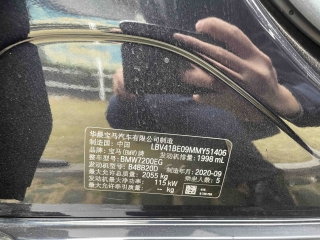 华晨宝马汽车有限公司制造
制造国：中国 LBV41BE09MMY51406
品牌：宝马(BMW)牌 发动机排量：1998 mL
整车型号：BMW7200EG
发动机型号：B48B20D
最大允许总质量：2055 kg 制造年月：2020-09
发动机最大净功率：115 kW 乘坐人数：5
最大允许牵引质量：-- kg